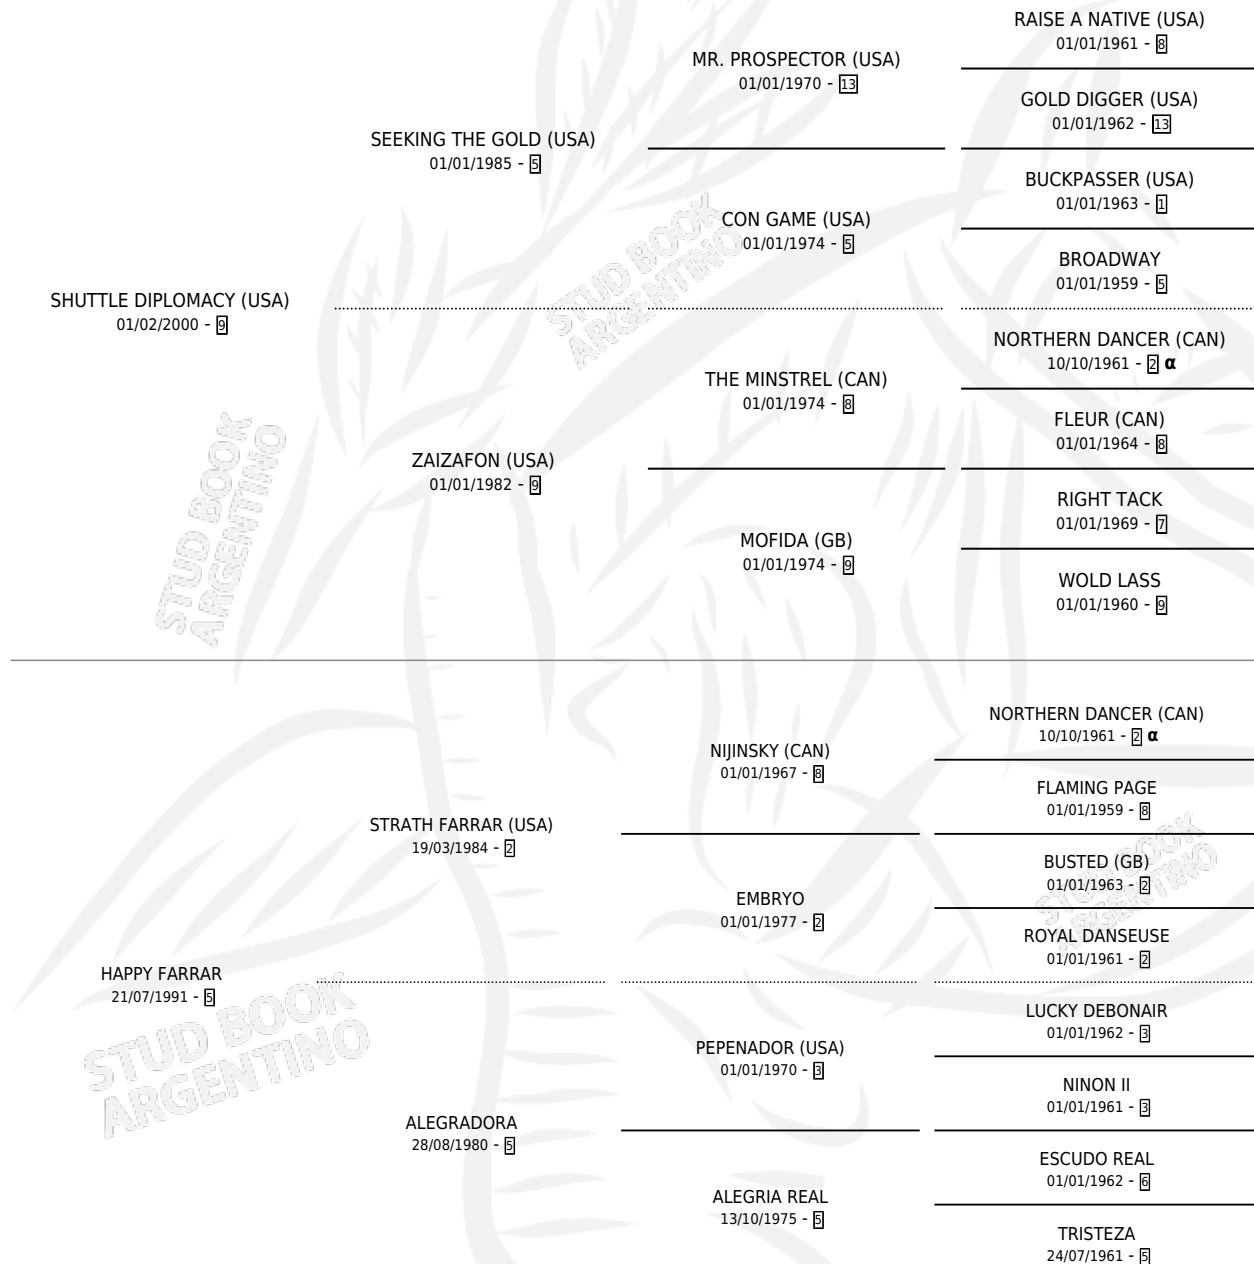 RAISE A NATIVE (USA)
01/01/1961 - 8
MR. PROSPECTOR (USA)
01/01/1970 - 13
GOLD DIGGER (USA)
01/01/1962 - 13
SEEKING THE GOLD (USA)
01/01/1985 - 5
BUCKPASSER (USA)
01/01/1963 - 1
CON GAME (USA)
01/01/1974 - 5
BROADWAY
01/01/1959 - 5
SHUTTLE DIPLOMACY (USA)
01/02/2000 - 9
NORTHERN DANCER (CAN)
10/10/1961 - 2 α
THE MINSTREL (CAN)
01/01/1974 - 8
FLEUR (CAN)
01/01/1964 - 8
ZAIZAFON (USA)
01/01/1982 - 9
RIGHT TACK
01/01/1969 - 7
MOFIDA (GB)
01/01/1974 - 9
WOLD LASS
01/01/1960 - 9
NORTHERN DANCER (CAN)
10/10/1961 - 2 α
NIJINSKY (CAN)
01/01/1967 - 8
FLAMING PAGE
01/01/1959 - 8
STRATH FARRAR (USA)
19/03/1984 - 2
BUSTED (GB)
01/01/1963 - 2
EMBRYO
01/01/1977 - 2
ROYAL DANSEUSE
01/01/1961 - 2
HAPPY FARRAR
21/07/1991 - 5
LUCKY DEBONAIR
01/01/1962 - 3
PEPENADOR (USA)
01/01/1970 - 3
NINON II
01/01/1961 - 3
ALEGRADORA
28/08/1980 - 5
ESCUDO REAL
01/01/1962 - 6
ALEGRIA REAL
13/10/1975 - 5
TRISTEZA
24/07/1961 - 5
STUD BOOK
ARGENTINO
STUD BOOK
ARGENTINO
STUD BOOK
ARGENTINO
STUD BOOK
ARGENTINO